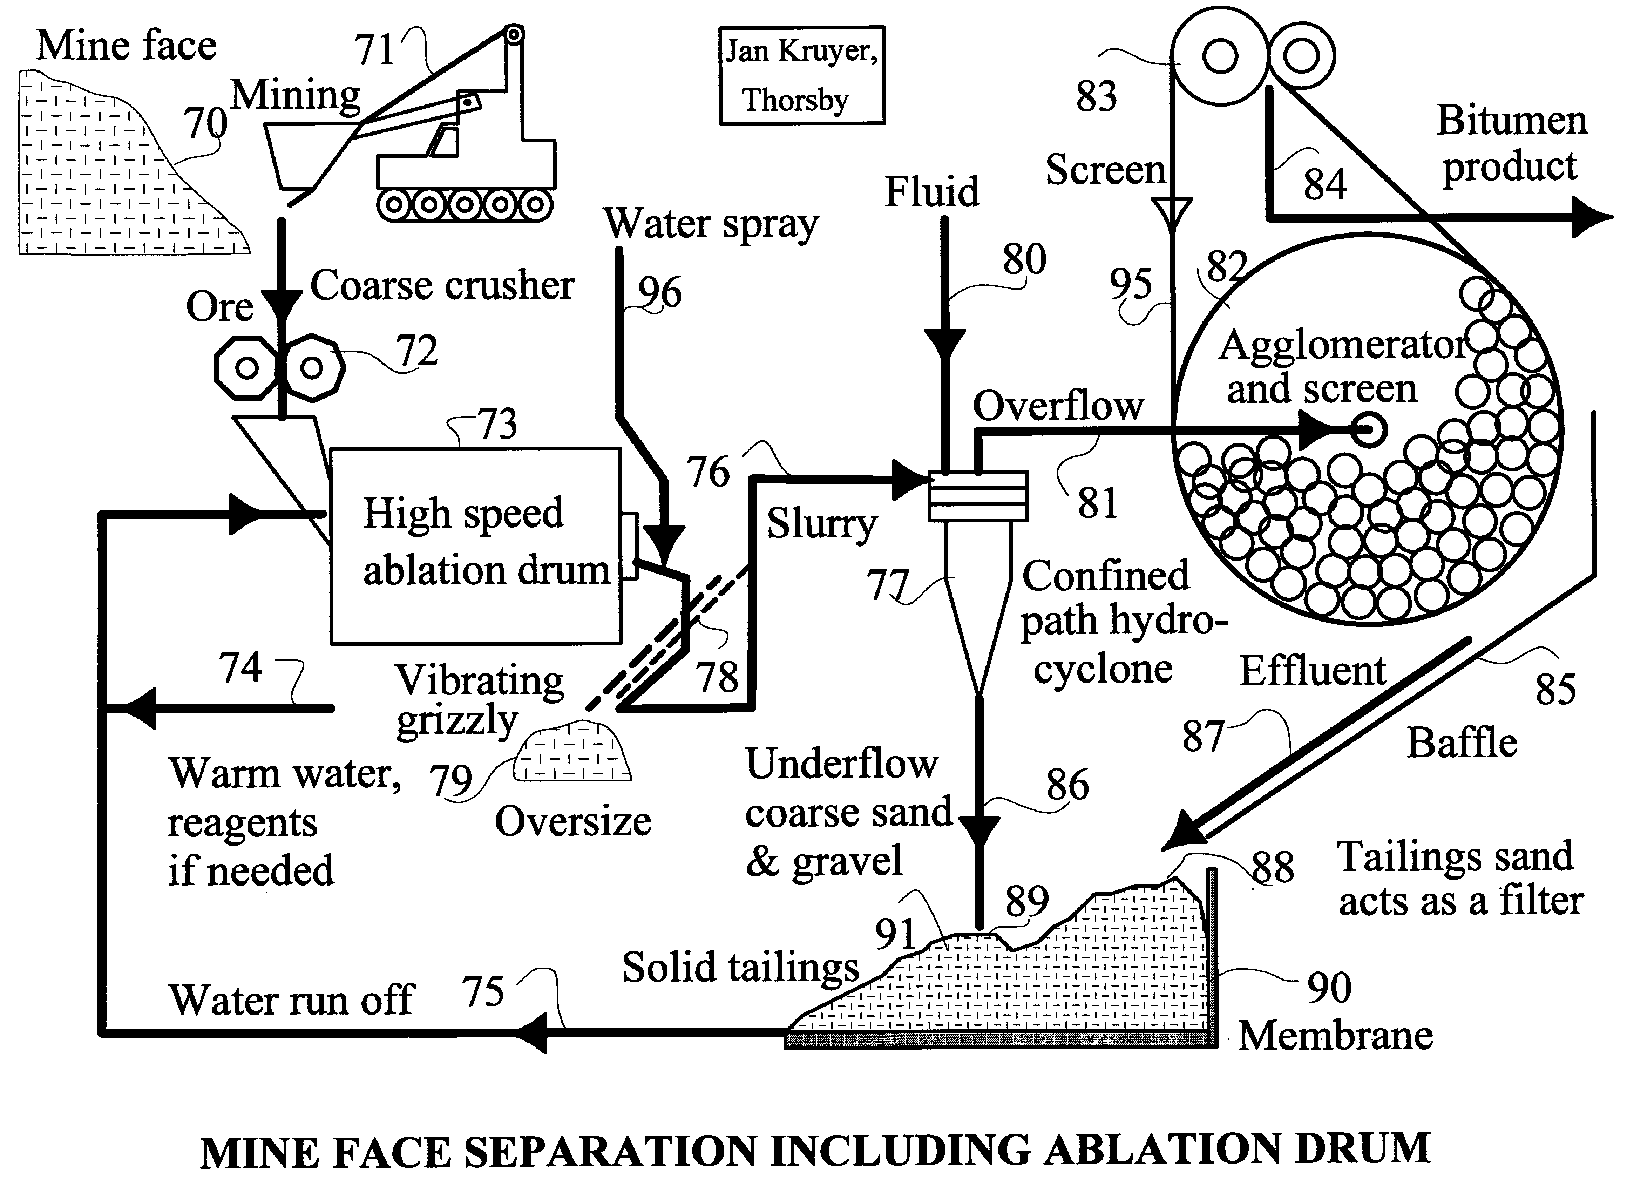 Mine face
70
Mining
71
Jan Kruyer,
Thorsby
83
Screen
84
Bitumen
product
Fluid
80
Water spray
96
Ore
Coarse crusher
72
95
82
Agglomerator
and screen
Overflow
81
73
High speed
ablation drum
76
Slurry
77
Confined
path hydro-
cyclone
78
74
Vibrating
grizzly
79
Oversize
Warm water,
reagents
if needed
Effluent
85
87
Baffle
Underflow
coarse sand
& gravel
86
88
Tailings sand
acts as a filter
89
91
Solid tailings
90
Membrane
Water run off
75
MINE FACE SEPARATION INCLUDING ABLATION DRUM